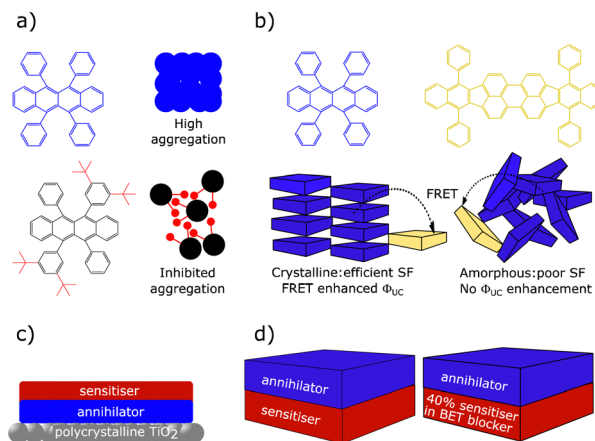 a)
High
aggregation
Inhibited
aggregation
b)
FRET
Crystalline:efficient SF
FRET enhanced ΦUC
Amorphous:poor SF
No ΦUC enhancement
c)
sensitiser
annihilator
polycrystalline TiO2
d)
annihilator
sensitiser
annihilator
40% sensitiser
in BET blocker